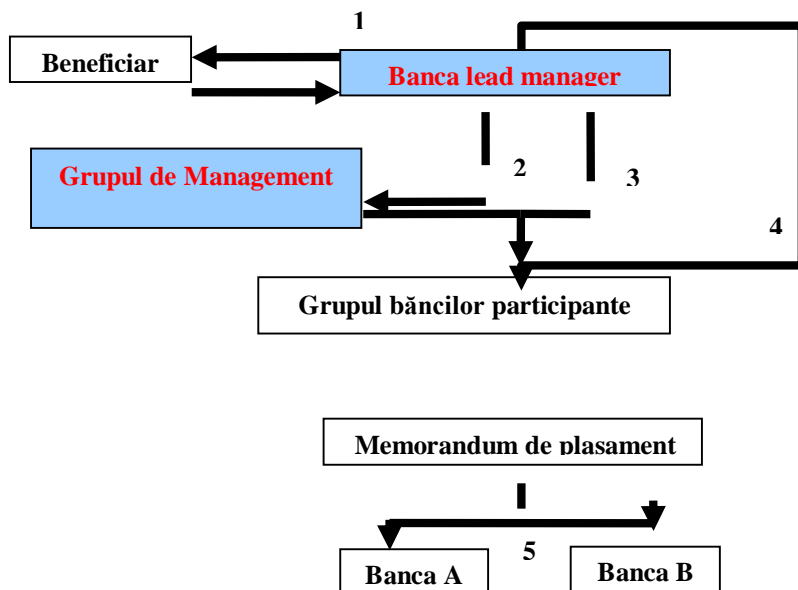 1
Beneficiar
Banca lead manager
2
Grupul de Management
3
4
Grupul băncilor participante
Memorandum de plasament
5
Banca A
Banca B